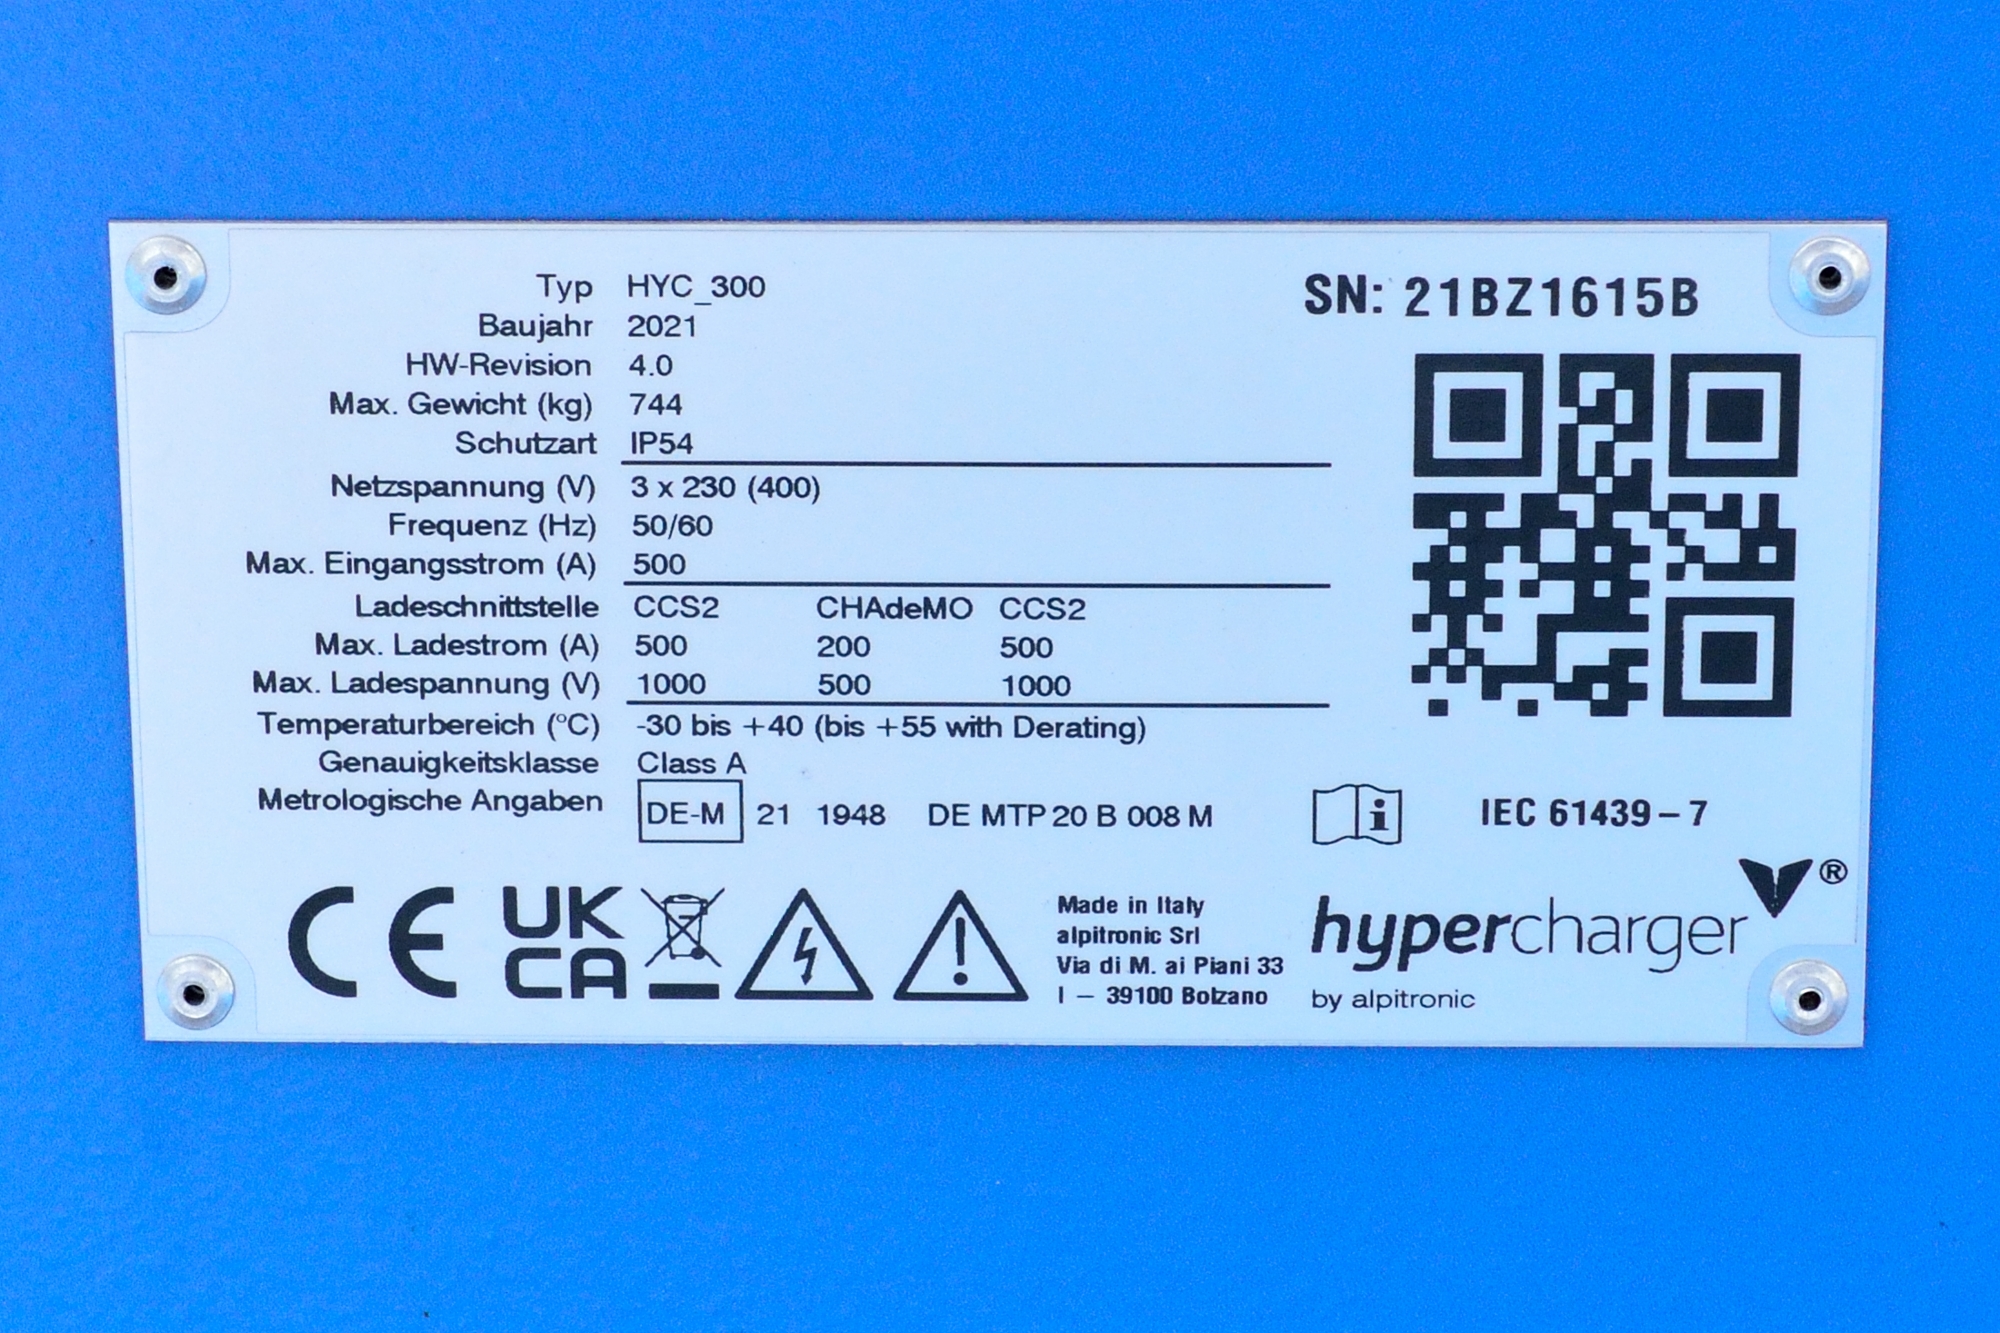 Typ HYC_300
Baujahr 2021
HW-Revision 4.0
Max. Gewicht (kg) 744
Schutzart IP54
Netzspannung (V) 3 x 230 (400)
Frequenz (Hz) 50/60
Max. Eingangsstrom (A) 500
Ladeschnittstelle CCS2 CHAdeMO CCS2
Max. Ladestrom (A) 500 200 500
Max. Ladespannung (V) 1000 500 1000
Temperaturbereich (°C) -30 bis +40 (bis +55 with Derating)
Genauigkeitsklasse Class A
Metrologische Angaben DE-M 21 1948 DE MTP 20 B 008 M
SN: 21BZ1615B
i
IEC 61439-7
CE
UK
CA
Made in Italy
alpitronic Srl
Via di M. ai Piani 33
I - 39100 Bolzano
hypercharger ®
by alpitronic